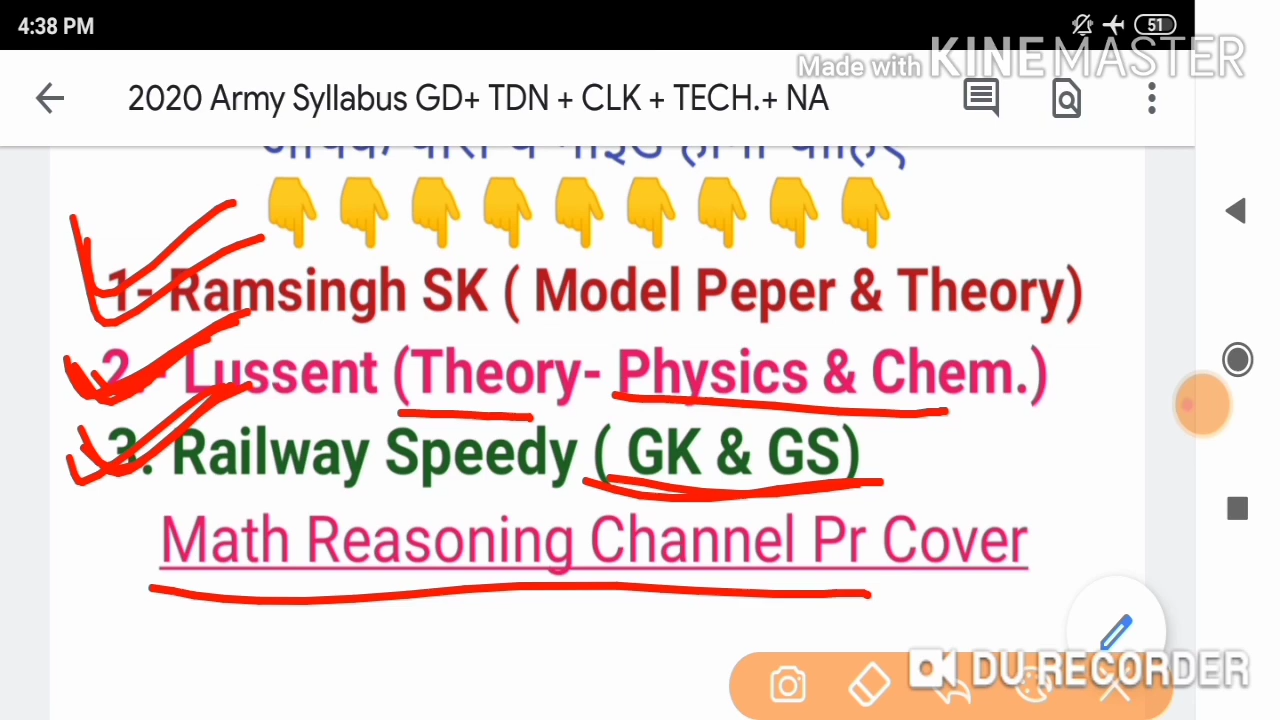 4:38 PM
51
Made with KINEMASTER
2020 Army Syllabus GD+ TDN + CLK + TECH.+ NA
1- Ramsingh SK ( Model Peper & Theory)
2.- Lussent (Theory- Physics & Chem.)
3. Railway Speedy ( GK & GS)
Math Reasoning Channel Pr Cover
DU RECORDER